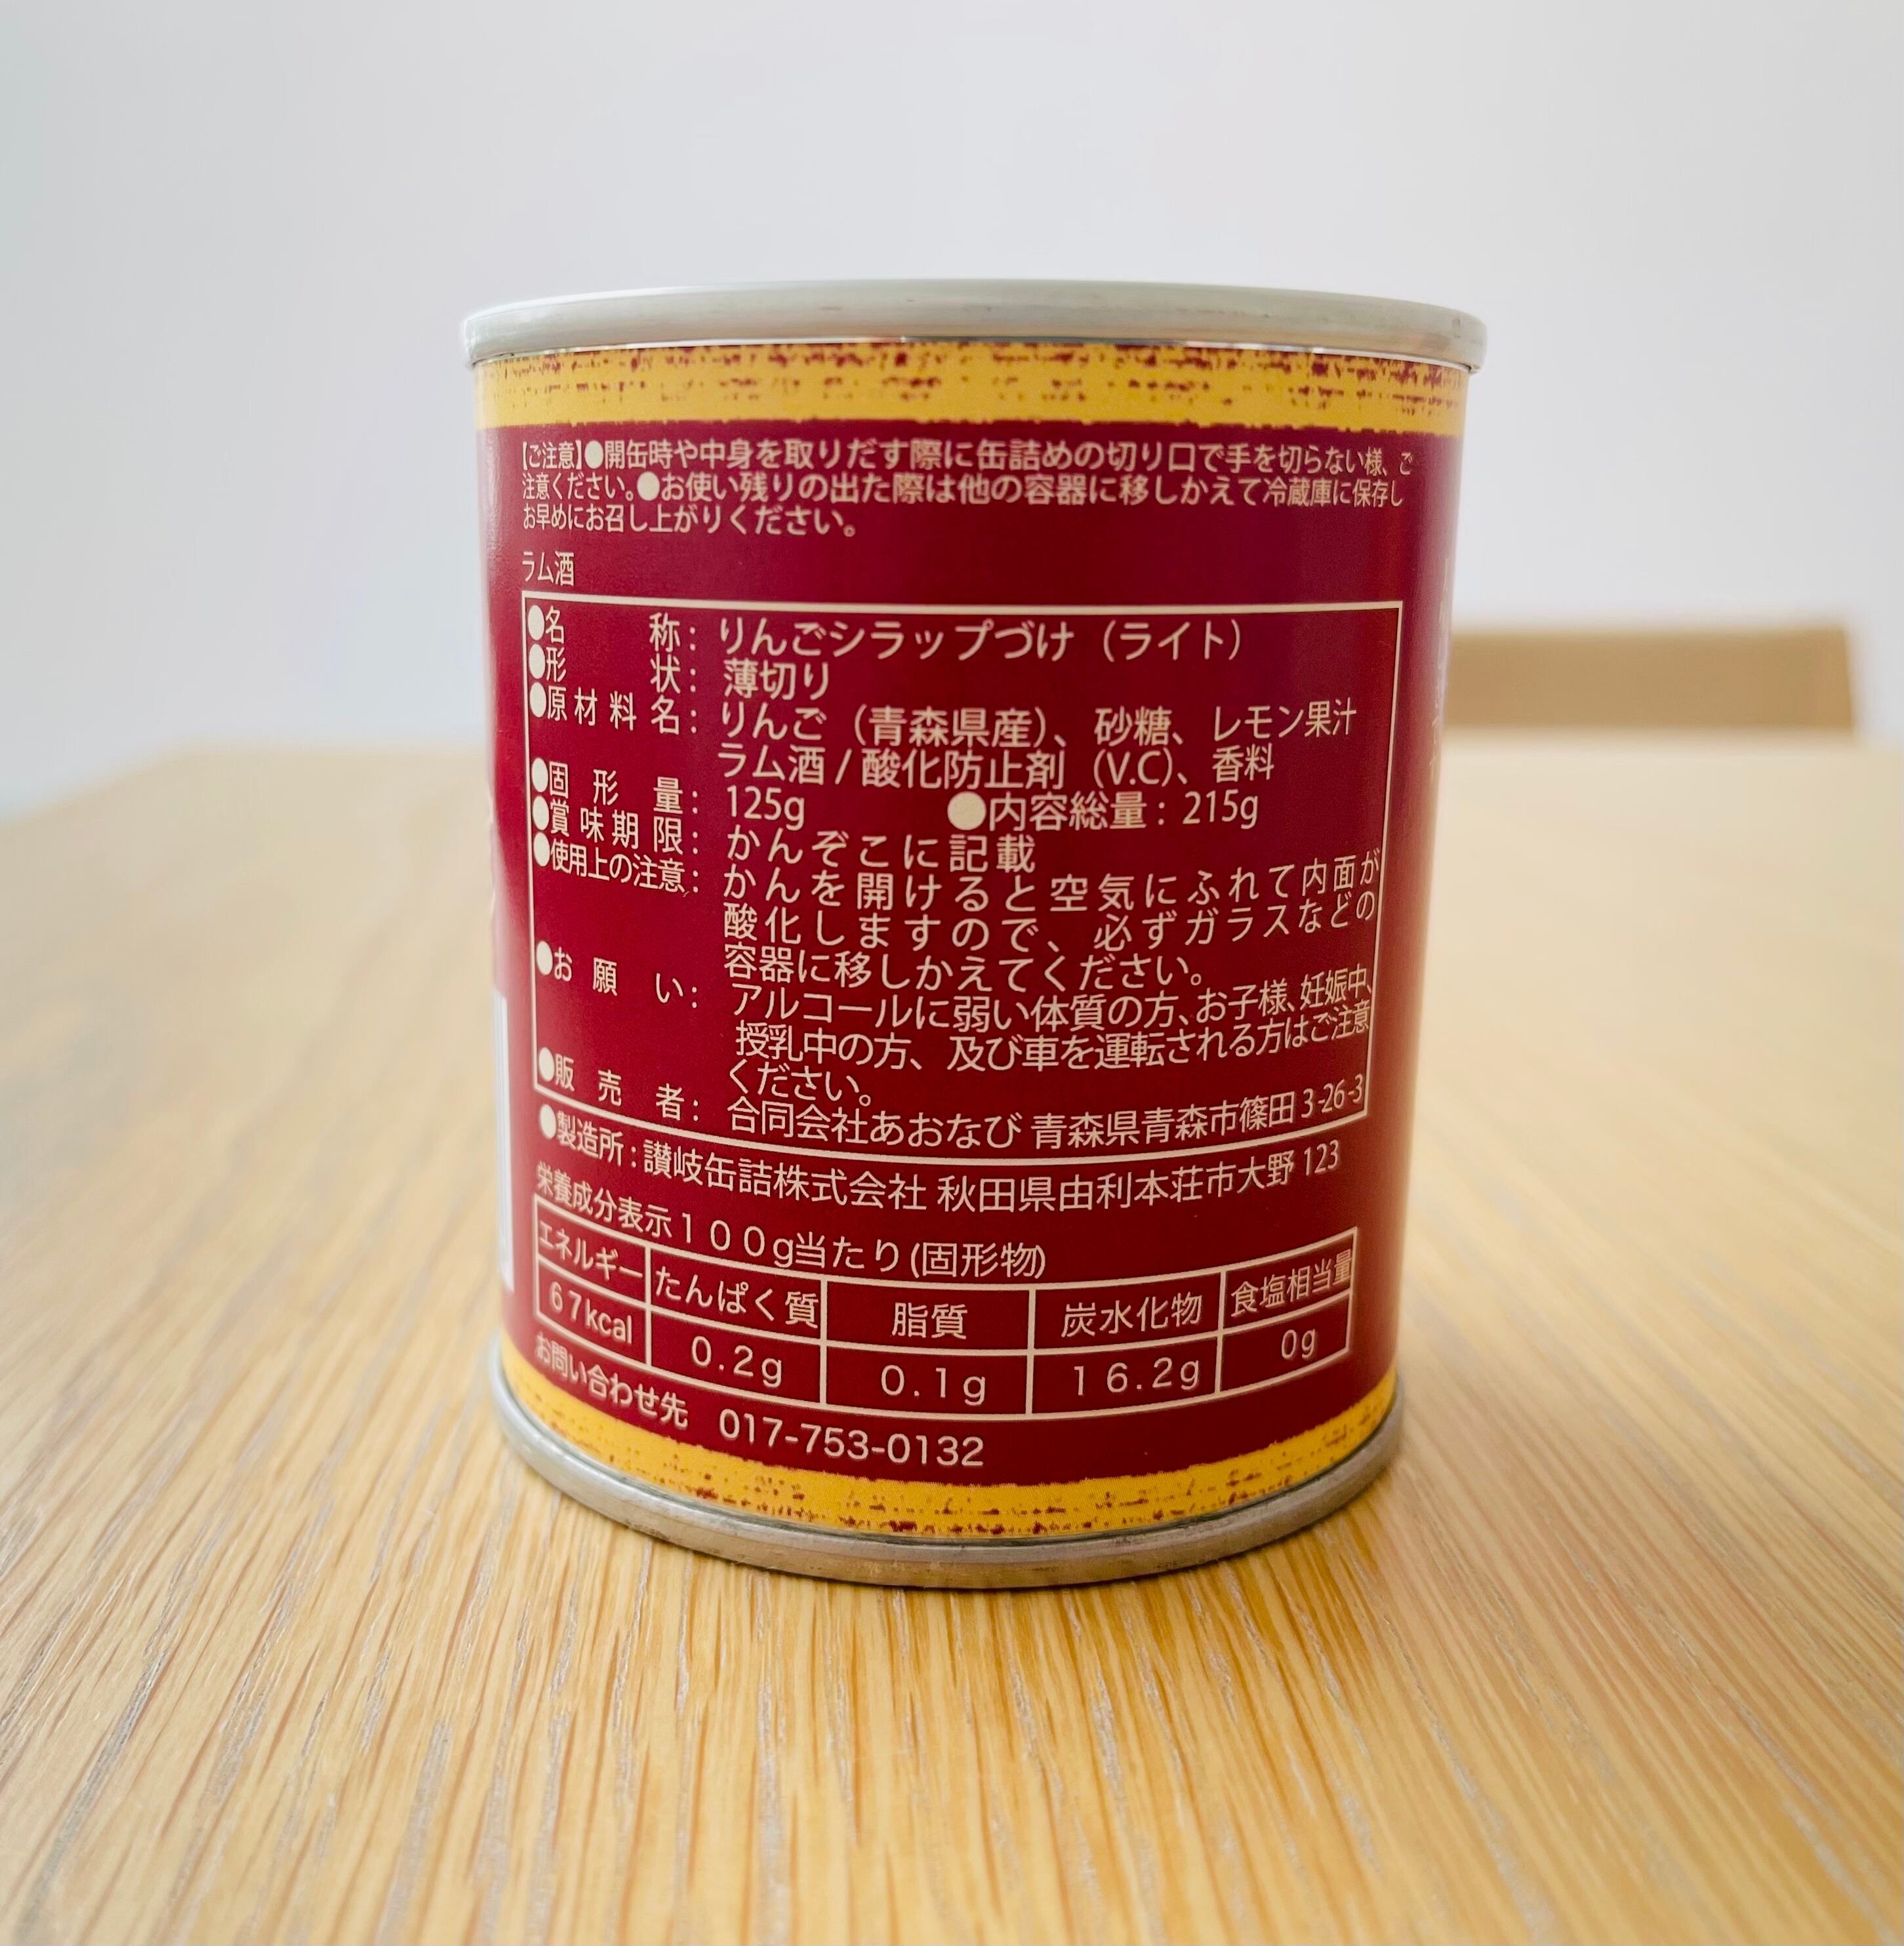 【ご注意】●開缶時や中身を取りだす際に缶詰めの切り口で手を切らない様、ご
注意ください。●お使い残りの出た際は他の容器に移しかえて冷蔵庫に保存し
お早めにお召し上がりください。
ラム酒
●名称：りんごシラップづけ（ライト）
●形状：薄切り
●原材料名：りんご（青森県産）、砂糖、レモン果汁
ラム酒/酸化防止剤（V.C）、香料
●固形量：125g ●内容総量：215g
●賞味期限：かんぞこに記載
●使用上の注意：かんを開けると空気にふれて内面が
酸化しますので、必ずガラスなどの
容器に移しかえてください。
●お願い：アルコールに弱い体質の方、お子様、妊娠中、
授乳中の方、及び車を運転される方はご注意
ください。
●販売者：合同会社あおなび 青森県青森市篠田 3-26-3
●製造所：讃岐缶詰株式会社 秋田県由利本荘市大野 123
栄養成分表示１００g当たり(固形物)
エネルギー たんぱく質 脂質 炭水化物 食塩相当量
67kcal 0.2g 0.1g 16.2g 0g
お問い合わせ先 017-753-0132